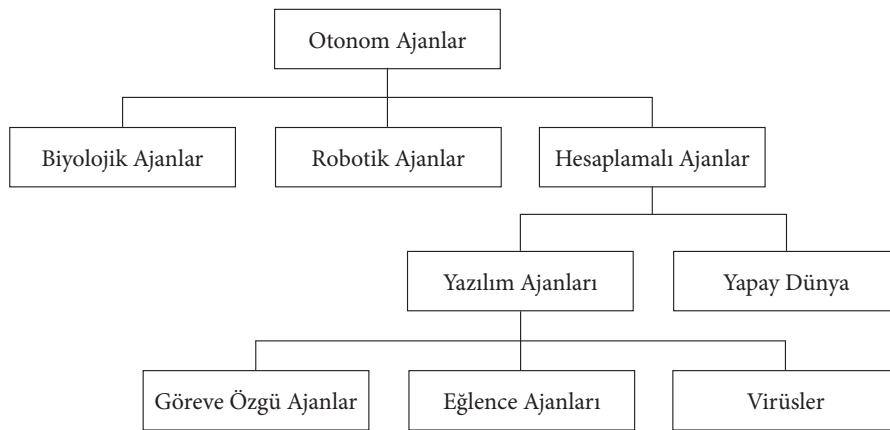 Otonom Ajanlar
Biyolojik Ajanlar
Robotik Ajanlar
Hesaplamalı Ajanlar
Yazılım Ajanları
Yapay Dünya
Göreve Özgü Ajanlar
Eğlence Ajanları
Virüsler